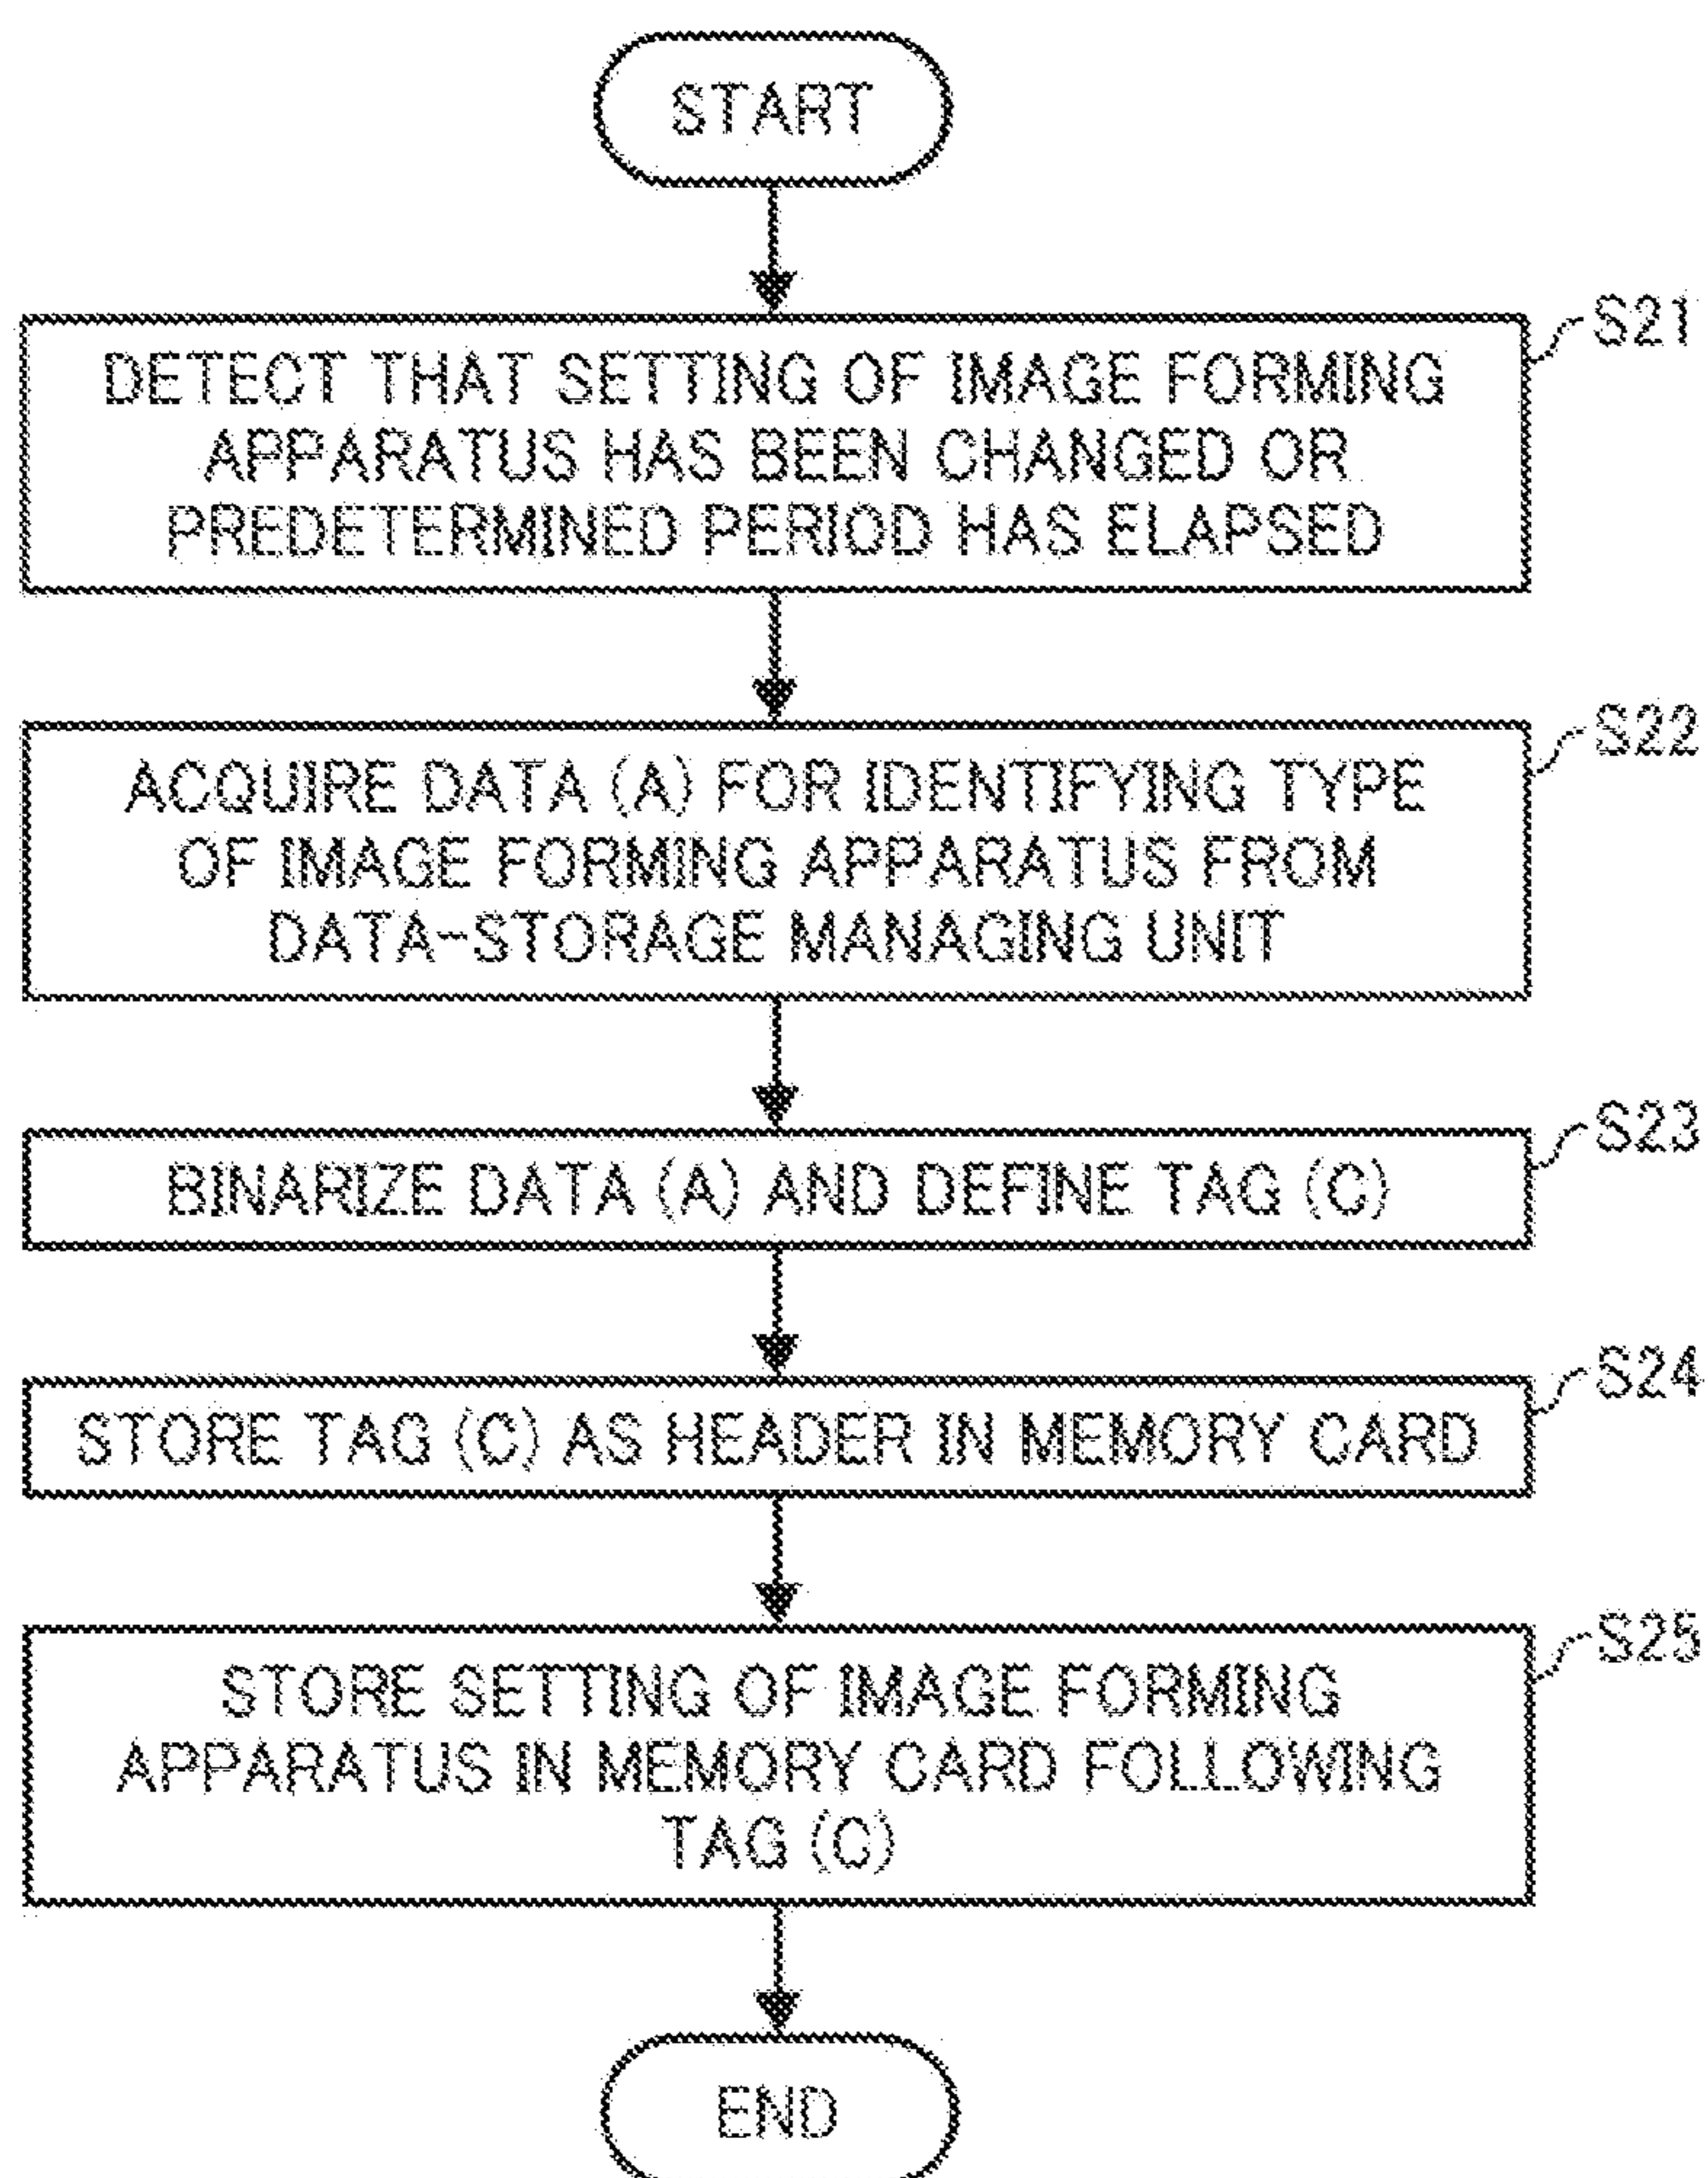 START
S21
DETECT THAT SETTING OF IMAGE FORMING
APPARATUS HAS BEEN CHANGED OR
PREDETERMINED PERIOD HAS ELAPSED
S22
ACQUIRE DATA (A) FOR IDENTIFYING TYPE
OF IMAGE FORMING APPARATUS FROM
DATA-STORAGE MANAGING UNIT
S23
BINARIZE DATA (A) AND DEFINE TAG (C)
S24
STORE TAG (C) AS HEADER IN MEMORY CARD
S25
STORE SETTING OF IMAGE FORMING
APPARATUS IN MEMORY CARD FOLLOWING
TAG (C)
END